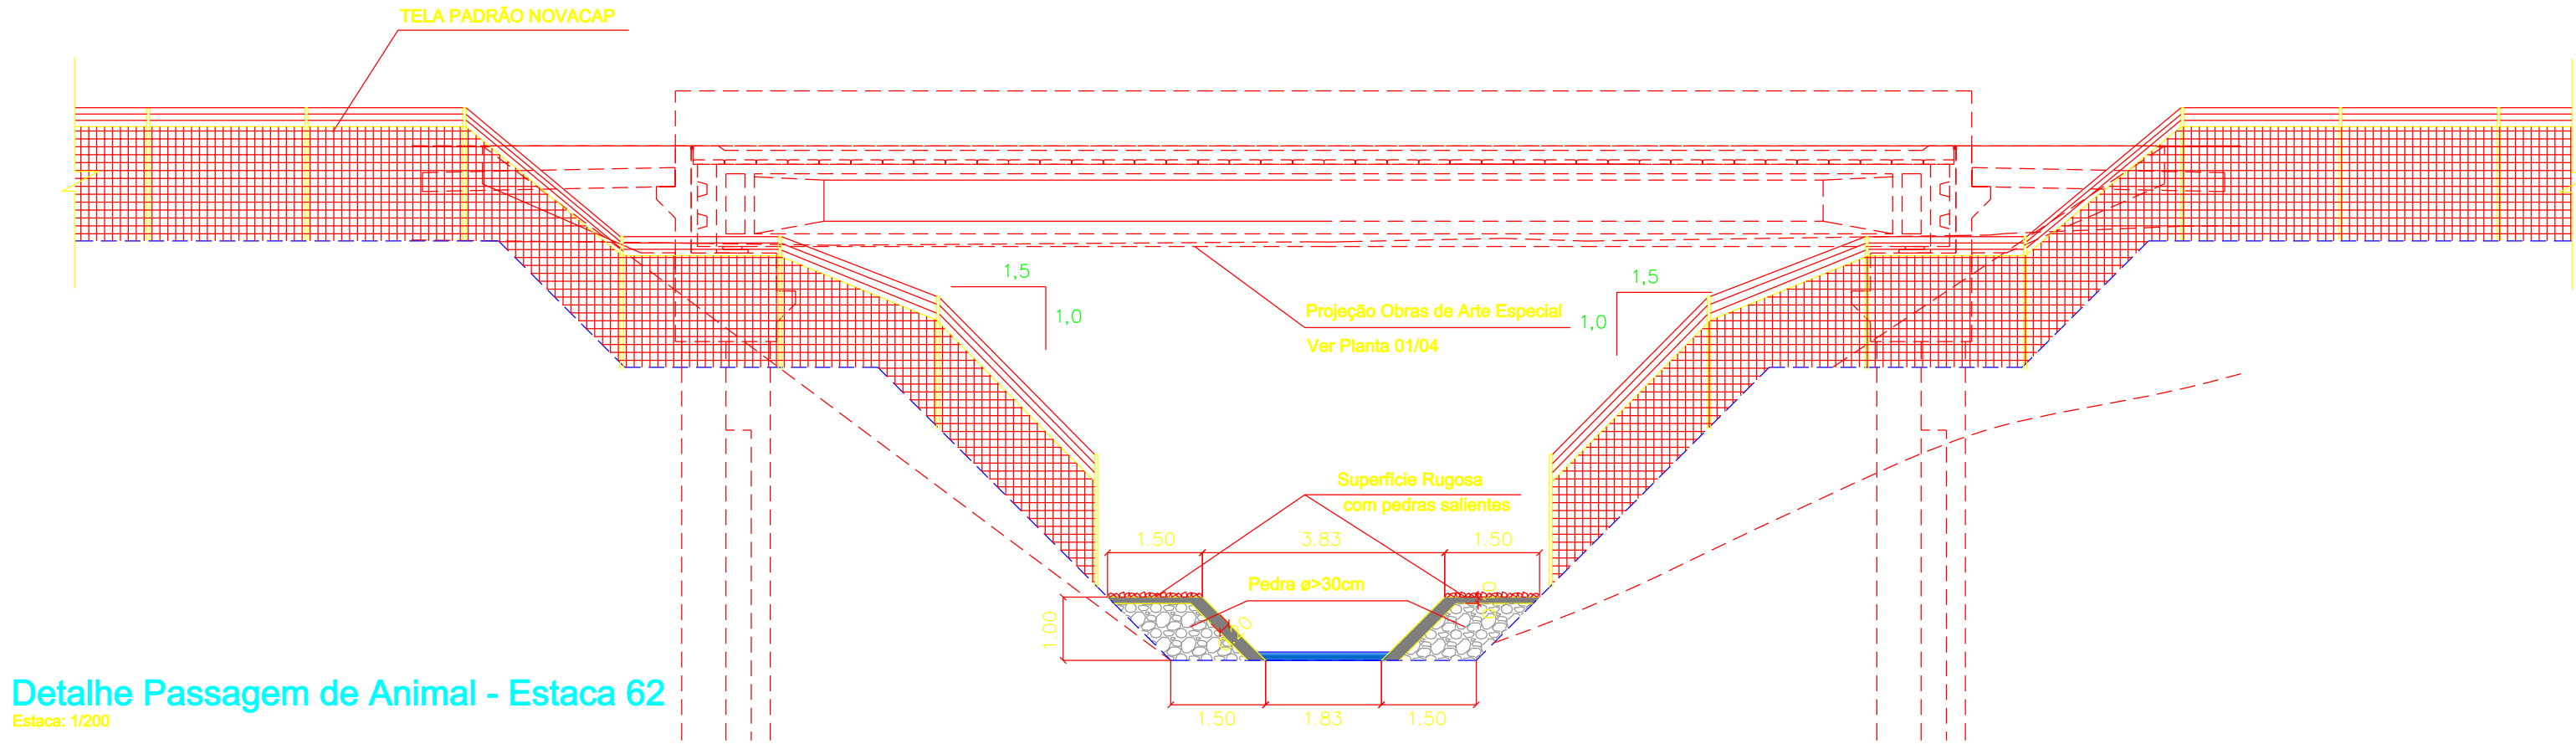 TELA PADRÃO NOVACAP
1,5
1,0
Projeção Obras de Arte Especial
Ver Planta 01/04
1,5
1,0
Superfície Rugosa
com pedras salientes
1.50
3.83
1.50
Pedra ø>30cm
1.00
1.50
1.83
1.50
Detalhe Passagem de Animal - Estaca 62
Estaca: 1/200